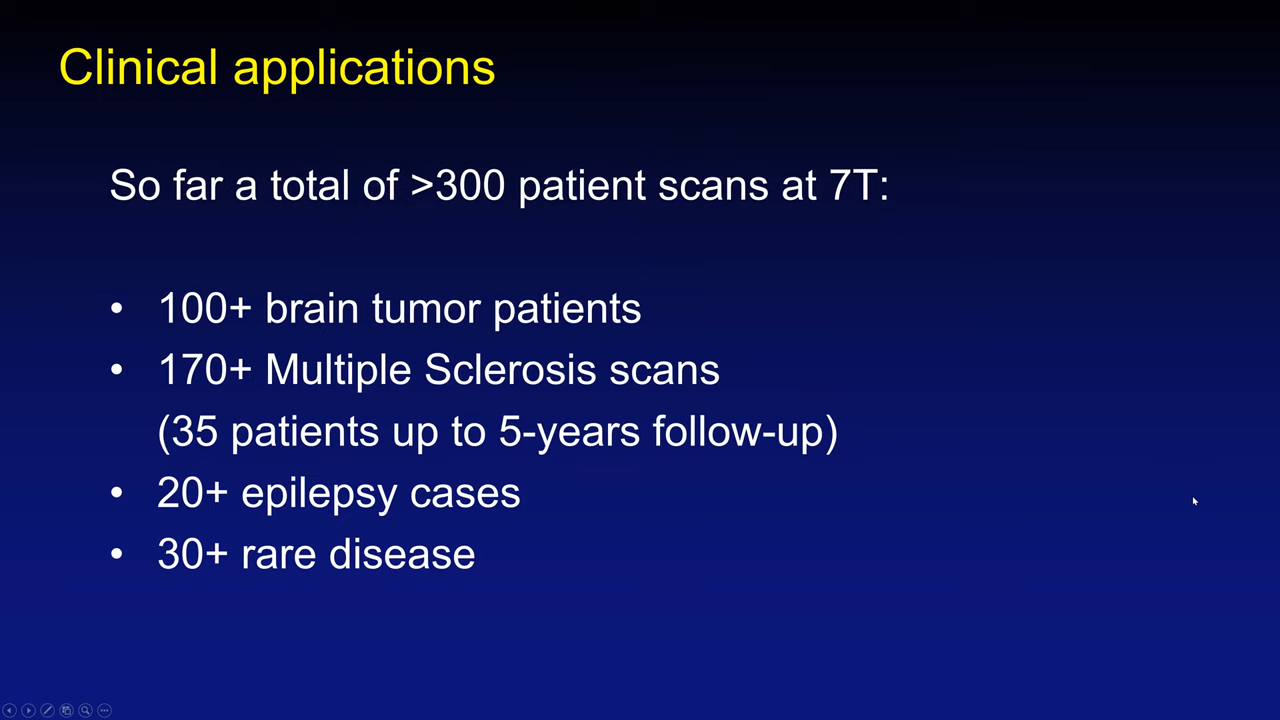 Clinical applications
So far a total of >300 patient scans at 7T:
• 100+ brain tumor patients
• 170+ Multiple Sclerosis scans
(35 patients up to 5-years follow-up)
• 20+ epilepsy cases
• 30+ rare disease